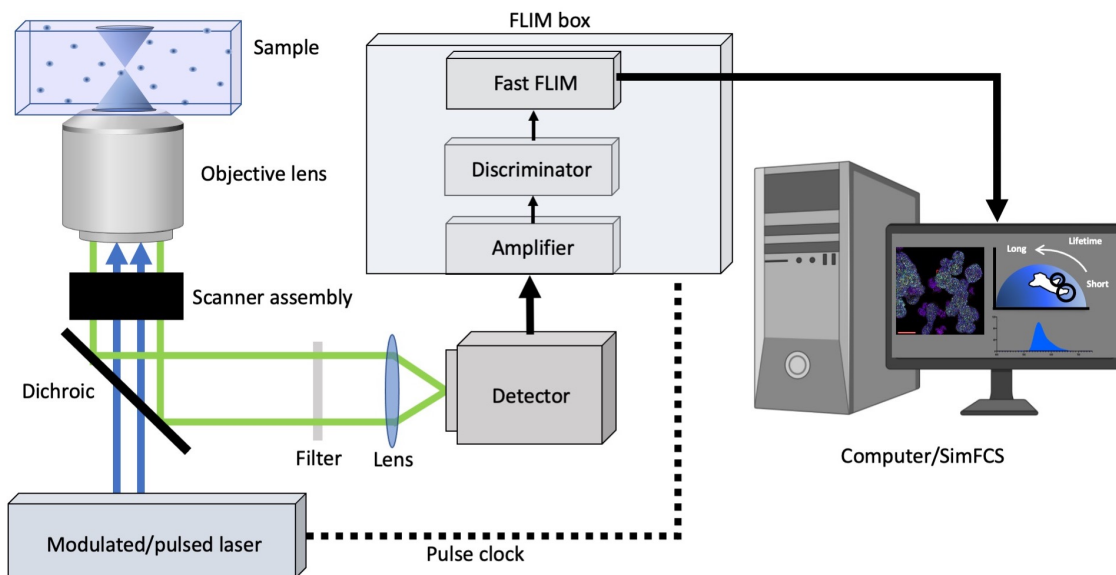 FLIM box
Sample
Fast FLIM
Objective lens
Discriminator
Amplifier
Long
Lifetime
Short
Scanner assembly
Dichroic
Detector
Filter
Lens
Computer/SimFCS
Modulated/pulsed laser
Pulse clock